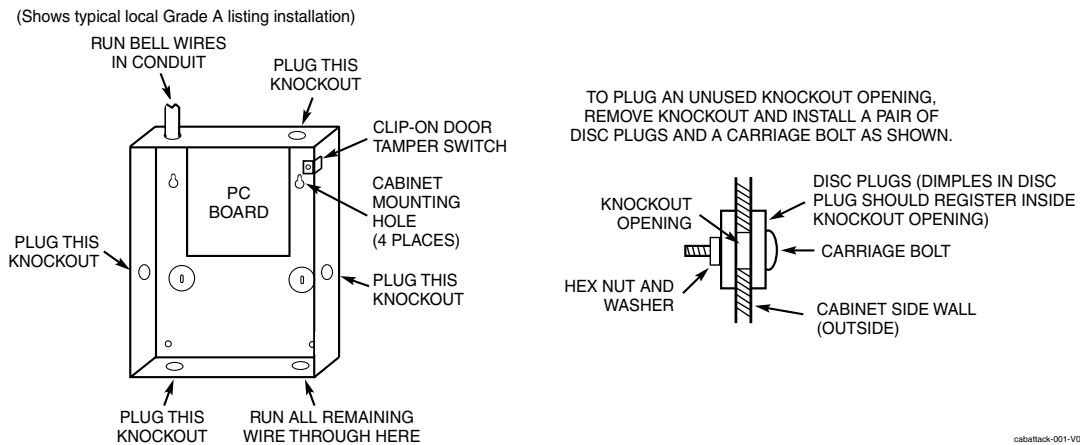 (Shows typical local Grade A listing installation)
RUN BELL WIRES
IN CONDUIT
PLUG THIS
KNOCKOUT
CLIP-ON DOOR
TAMPER SWITCH
PC
BOARD
CABINET
MOUNTING
HOLE
(4 PLACES)
PLUG THIS
KNOCKOUT
PLUG THIS
KNOCKOUT
PLUG THIS
KNOCKOUT
RUN ALL REMAINING
WIRE THROUGH HERE
TO PLUG AN UNUSED KNOCKOUT OPENING,
REMOVE KNOCKOUT AND INSTALL A PAIR OF
DISC PLUGS AND A CARRIAGE BOLT AS SHOWN.
KNOCKOUT
OPENING
DISC PLUGS (DIMPLES IN DISC
PLUG SHOULD REGISTER INSIDE
KNOCKOUT OPENING)
CARRIAGE BOLT
HEX NUT AND
WASHER
CABINET SIDE WALL
(OUTSIDE)
cabattack-001-V0